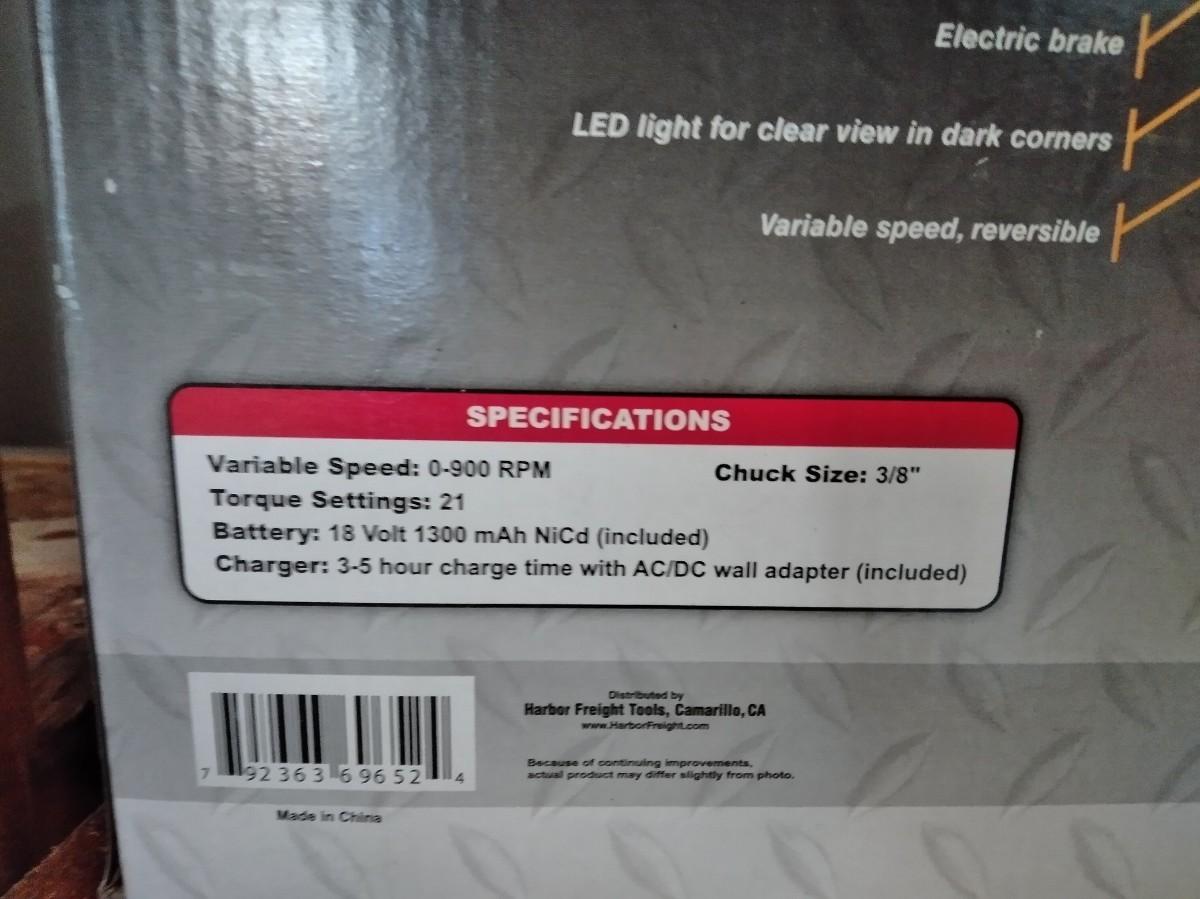 Electric brake
LED light for clear view in dark corners
Variable speed, reversible
SPECIFICATIONS
Variable Speed: 0-900 RPM
Chuck Size: 3/8"
Torque Settings: 21
Battery: 18 Volt 1300 mAh NiCd (included)
Charger: 3-5 hour charge time with AC/DC wall adapter (included)
7 92363 69652 4
Made in China
Distributed by
Harbor Freight Tools, Camarillo, CA
www.HarborFreight.com
Because of continuing improvements,
actual product may differ slightly from photo.